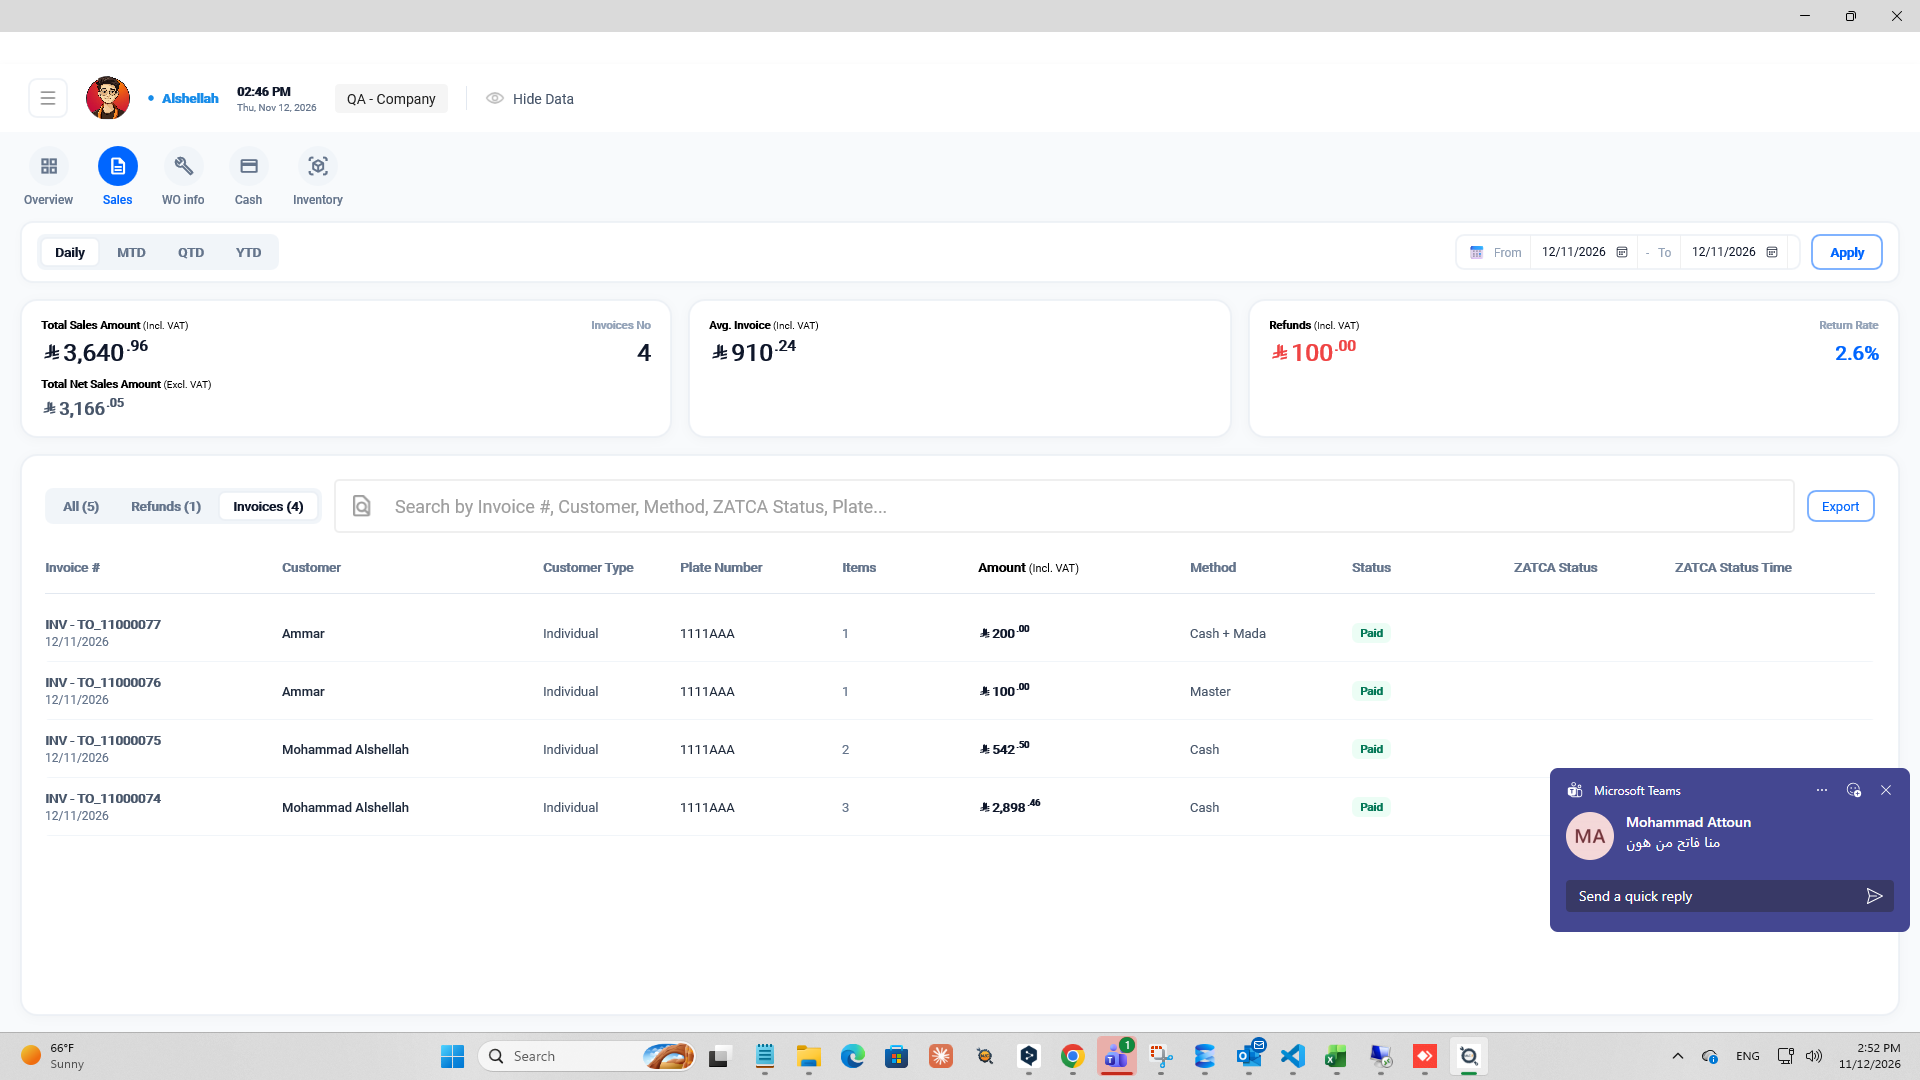 Alshellah
02:46 PM
Thu, Nov 12, 2026
QA - Company
Hide Data
Overview
Sales
WO info
Cash
Inventory
Daily
MTD
QTD
YTD
From
12/11/2026
- To
12/11/2026
Apply
Total Sales Amount (Incl. VAT)
Invoices No
3,640.96
4
Total Net Sales Amount (Excl. VAT)
3,166.05
Avg. Invoice (Incl. VAT)
910.24
Refunds (Incl. VAT)
Return Rate
100.00
2.6%
All (5)
Refunds (1)
Invoices (4)
Search by Invoice #, Customer, Method, ZATCA Status, Plate...
Export
Invoice # Customer Customer Type Plate Number Items Amount (Incl. VAT) Method Status ZATCA Status ZATCA Status Time
INV - TO_11000077
12/11/2026
Ammar Individual 1111AAA 1 200.00 Cash + Mada Paid
INV - TO_11000076
12/11/2026
Ammar Individual 1111AAA 1 100.00 Master Paid
INV - TO_11000075
12/11/2026
Mohammad Alshellah Individual 1111AAA 2 542.50 Cash Paid
INV - TO_11000074
12/11/2026
Mohammad Alshellah Individual 1111AAA 3 2,898.46 Cash Paid
Microsoft Teams
MA
Mohammad Attoun
منا فاتح من هون
Send a quick reply
66°F
Sunny
Search
1
ENG
2:52 PM
11/12/2026